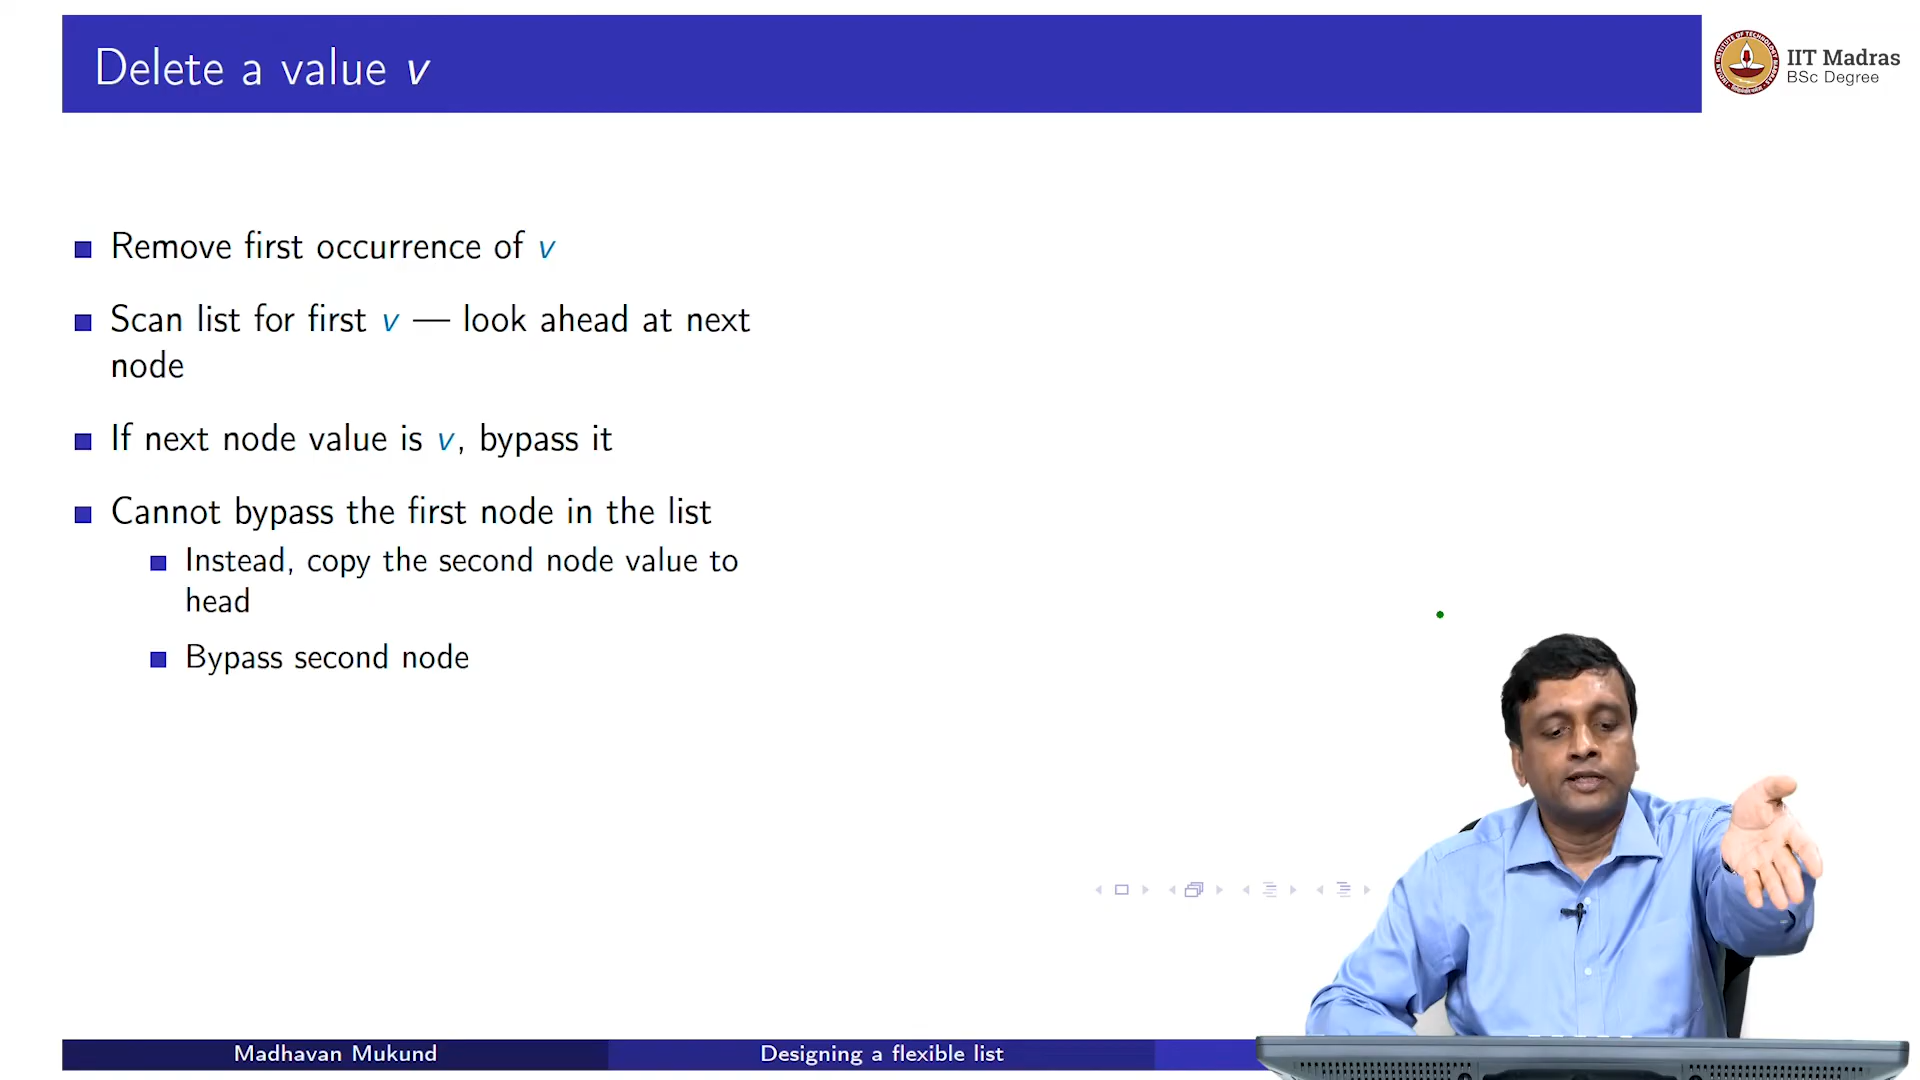 Delete a value v
IIT Madras
BSc Degree
Remove first occurrence of v
Scan list for first v — look ahead at next
node
If next node value is v, bypass it
Cannot bypass the first node in the list
Instead, copy the second node value to
head
Bypass second node
Madhavan Mukund
Designing a flexible list